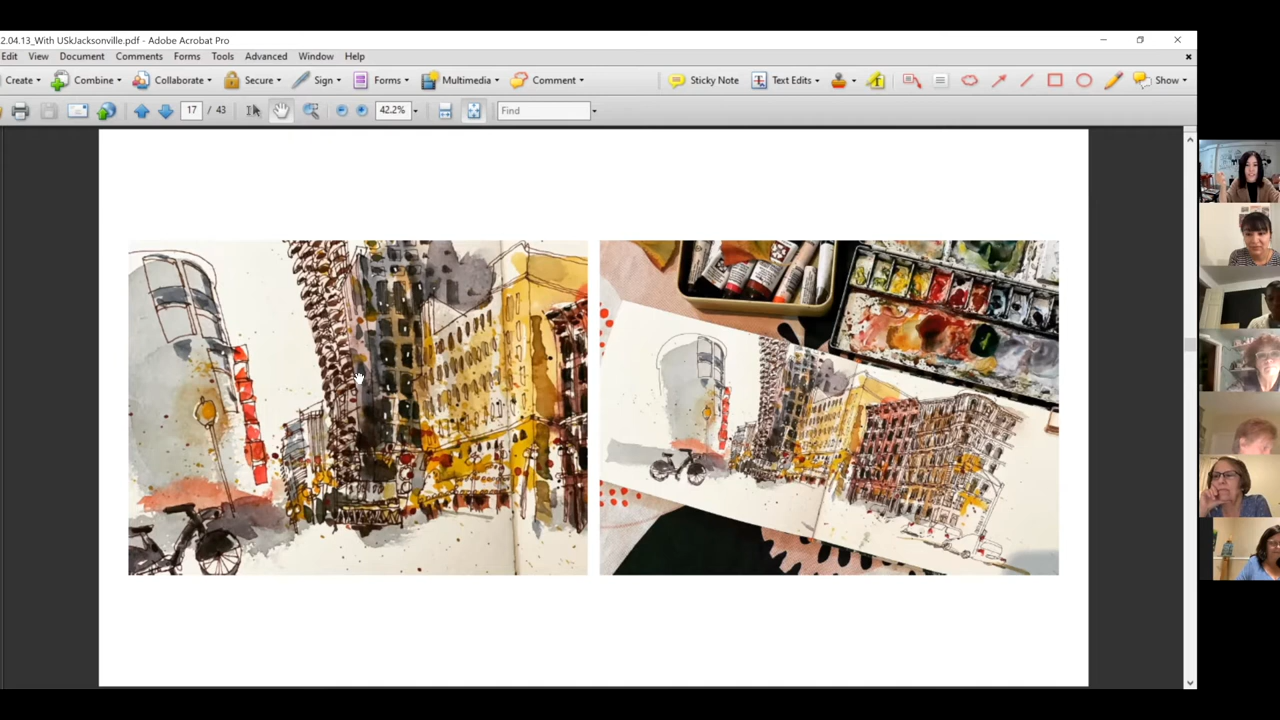 2.04.13_With USkJacksonville.pdf - Adobe Acrobat Pro
Edit View Document Comments Forms Tools Advanced Window Help
Create Combine Collaborate Secure Sign Forms Multimedia Comment Sticky Note Text Edits Show
17 / 43 42.2% Find